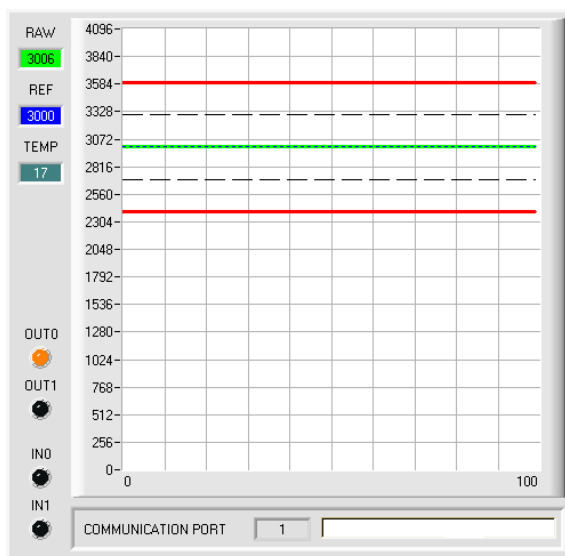 RAW
3006
REF
3000
TEMP
17
OUT0
OUT1
IN0
IN1
4096
3840
3584
3328
3072
2816
2560
2304
2048
1792
1536
1280
1024
768
512
256
0
0 100
COMMUNICATION PORT 1